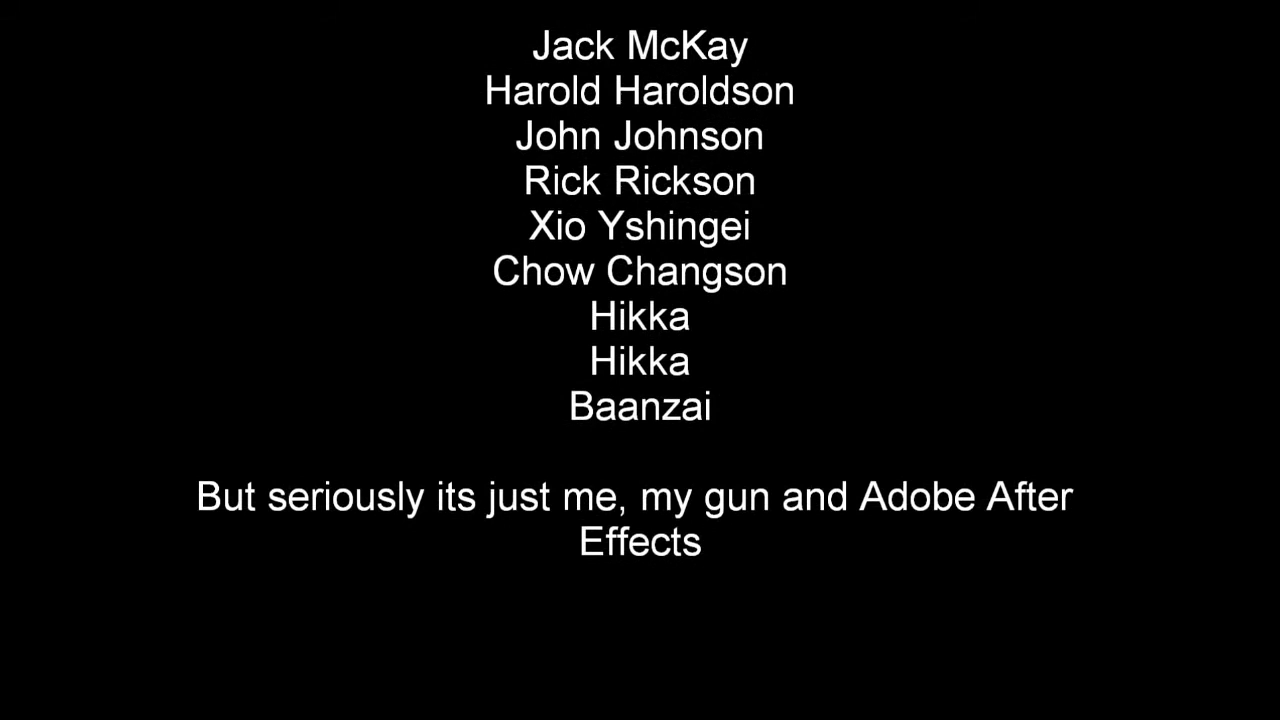 Jack McKay
Harold Haroldson
John Johnson
Rick Rickson
Xio Yshingei
Chow Changson
Hikka
Hikka
Baanzai
But seriously its just me, my gun and Adobe After
Effects